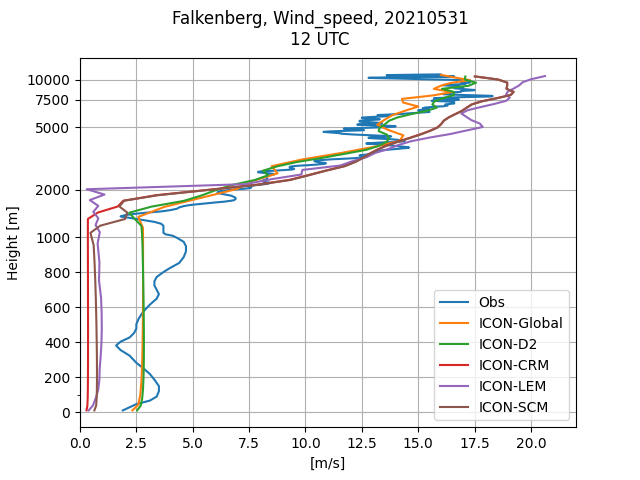 Falkenberg, Wind_speed, 20210531
12 UTC
10000
7500
5000
2000
1000
800
600
400
200
0
Height [m]
0.0 2.5 5.0 7.5 10.0 12.5 15.0 17.5 20.0
[m/s]
Obs
ICON-Global
ICON-D2
ICON-CRM
ICON-LEM
ICON-SCM